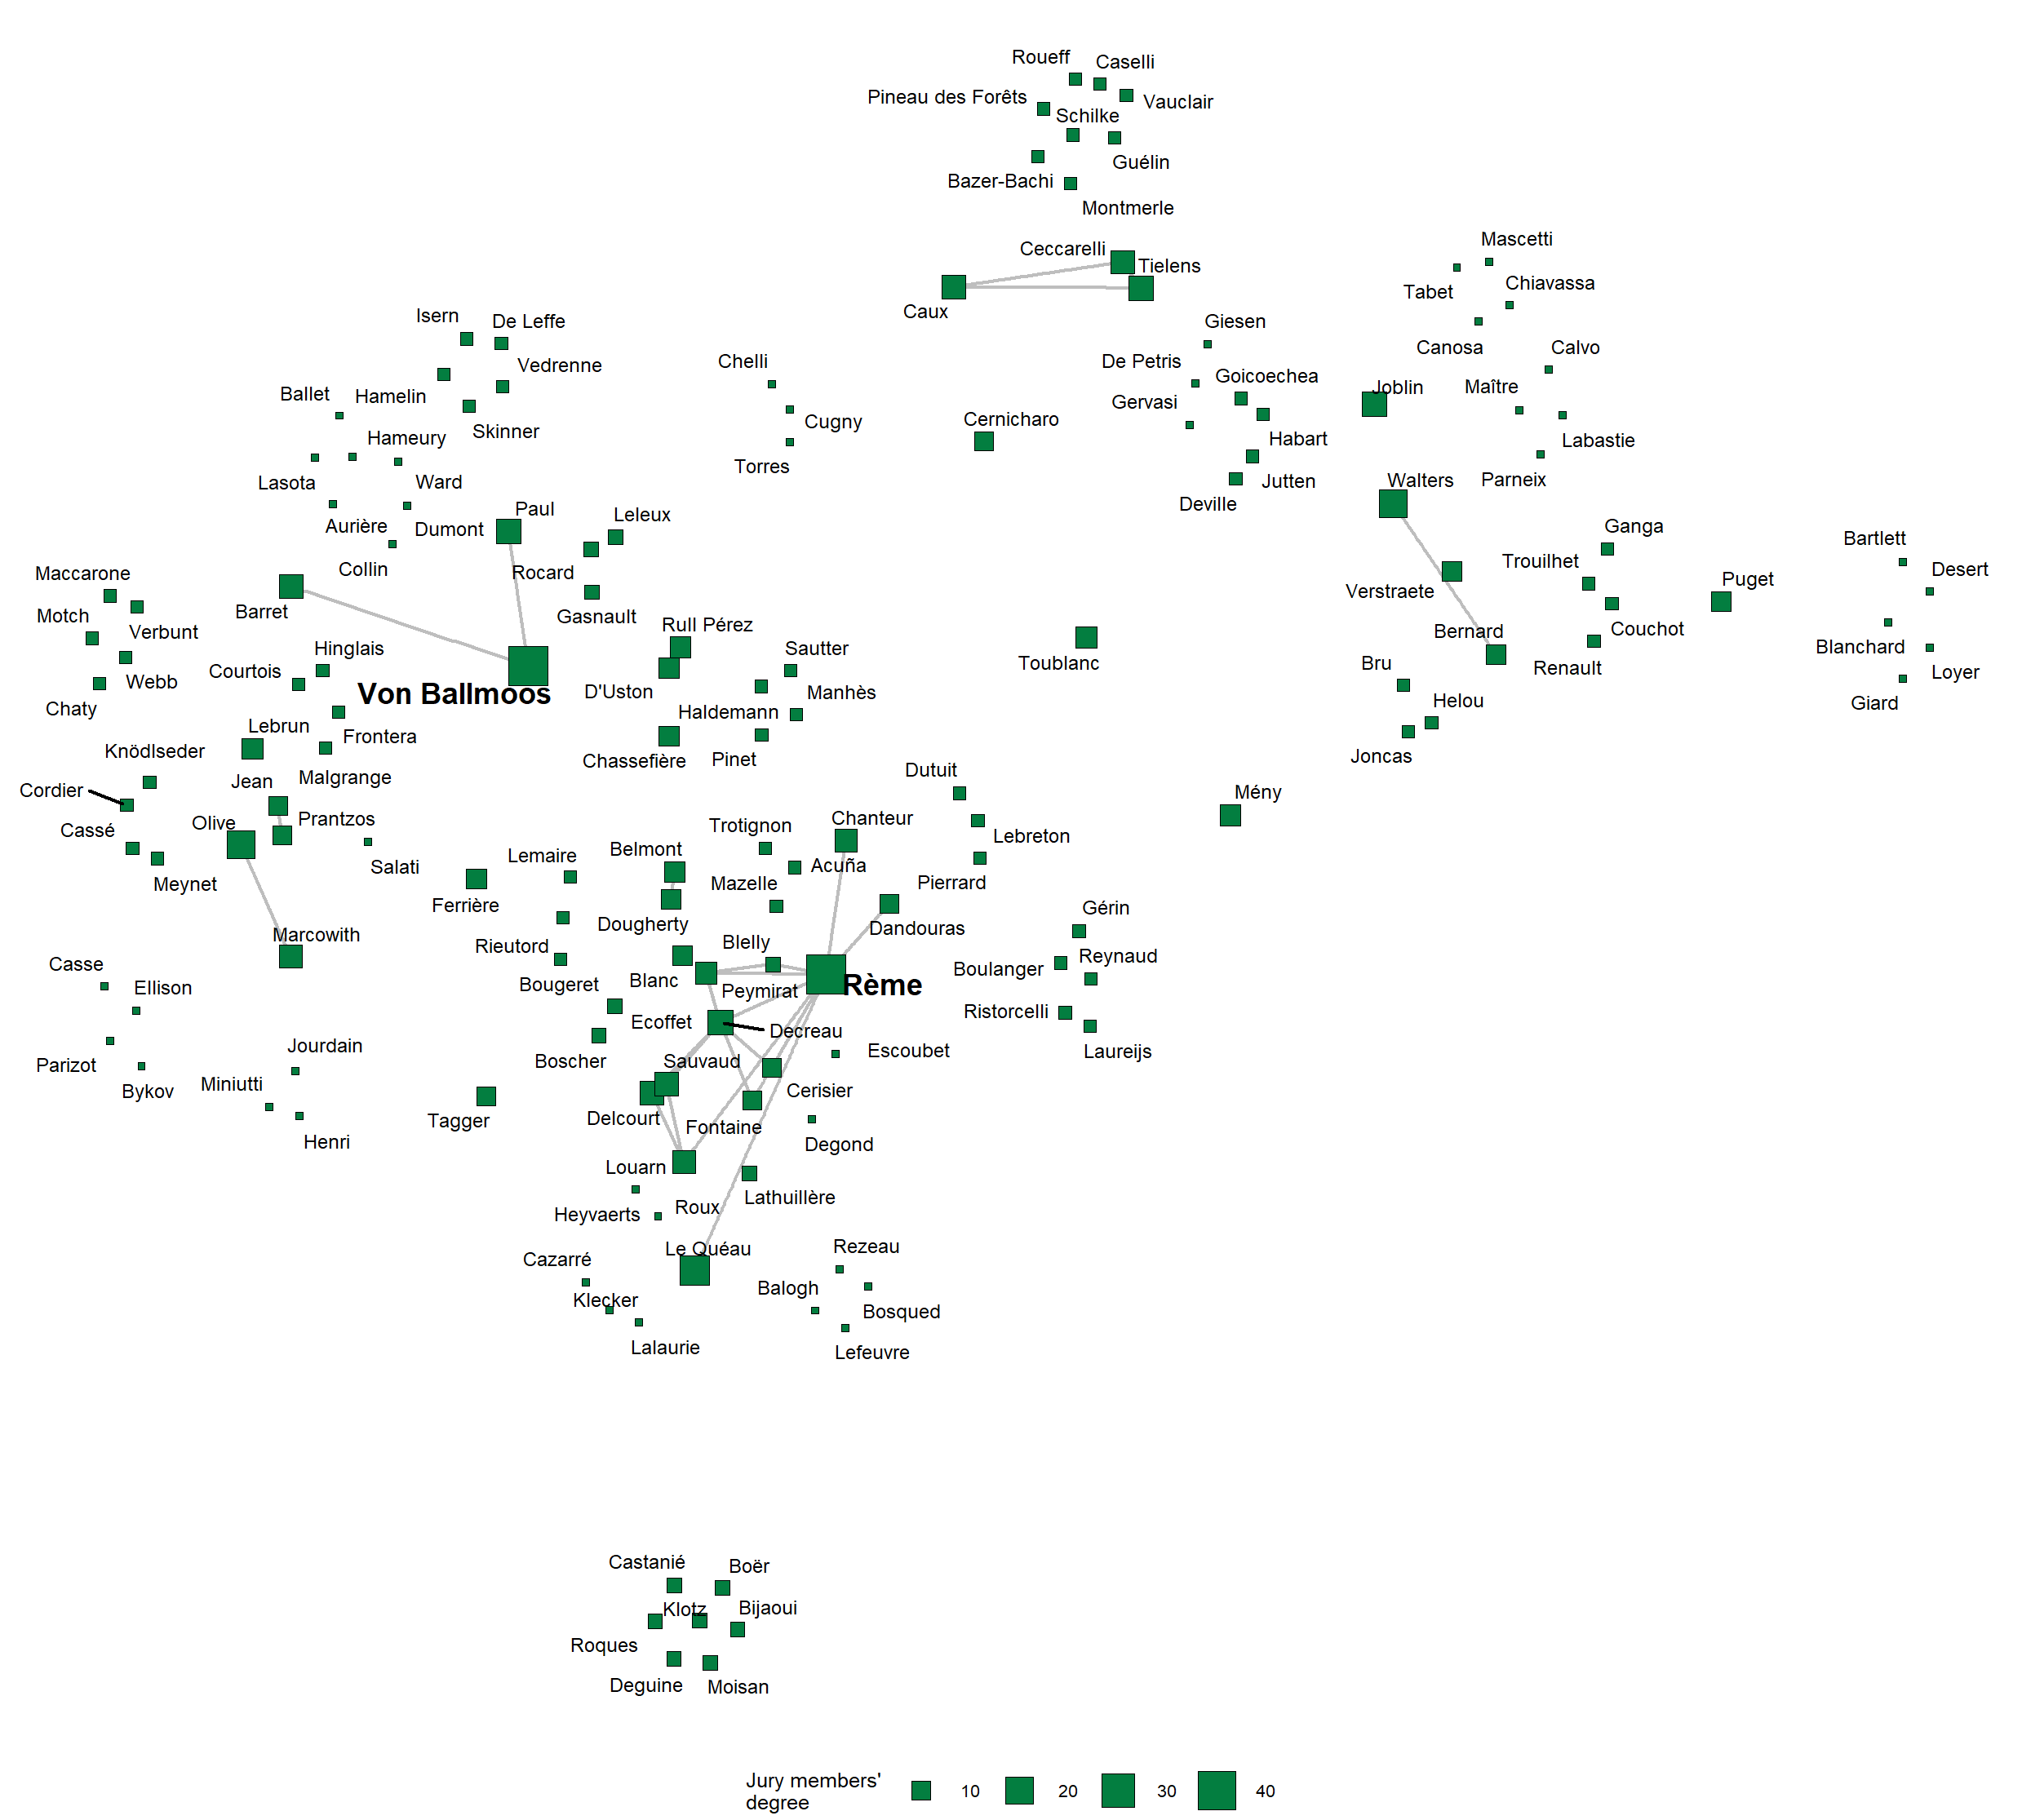 Roueff
Caselli
Pineau des Forêts
Vauclair
Schilke
Guélin
Bazer-Bachi
Montmerle
Ceccarelli
Tielens
Caux
Mascetti
Tabet
Chiavassa
Canosa
Calvo
Maître
Joblin
Labastie
Parneix
Giesen
De Petris
Goicoechea
Gervasi
Habart
Jutten
Deville
Isern
De Leffe
Vedrenne
Hamelin
Skinner
Ballet
Hameury
Lasota
Ward
Aurière
Dumont
Collin
Chelli
Cugny
Torres
Cernicharo
Walters
Verstraete
Bernard
Ganga
Trouilhet
Couchot
Renault
Puget
Bartlett
Desert
Blanchard
Loyer
Giard
Paul
Leleux
Rocard
Gasnault
Barret
Von Ballmoos
Maccarone
Motch
Verbunt
Webb
Chaty
Hinglais
Courtois
Frontera
Malgrange
Lebrun
Rull Pérez
D'Uston
Chassefière
Sautter
Manhès
Haldemann
Pinet
Toublanc
Bru
Helou
Joncas
Knödlseder
Cordier
Cassé
Meynet
Jean
Prantzos
Olive
Salati
Marcowith
Dutuit
Lebreton
Pierrard
Mény
Chanteur
Trotignon
Acuña
Mazelle
Dandouras
Lemaire
Ferrière
Rieutord
Bougeret
Belmont
Dougherty
Blelly
Blanc
Peymirat
Rème
Gérin
Boulanger
Reynaud
Ristorcelli
Laureijs
Casse
Ellison
Parizot
Bykov
Jourdain
Miniutti
Henri
Tagger
Boscher
Ecoffet
Decreau
Escoubet
Sauvaud
Cerisier
Delcourt
Fontaine
Degond
Louarn
Roux
Lathuillère
Heyvaerts
Le Quéau
Cazarré
Klecker
Lalaurie
Rezeau
Balogh
Bosqued
Lefeuvre
Castanié
Boër
Klotz
Bijaoui
Roques
Deguine
Moisan
Jury members'
degree
10
20
30
40